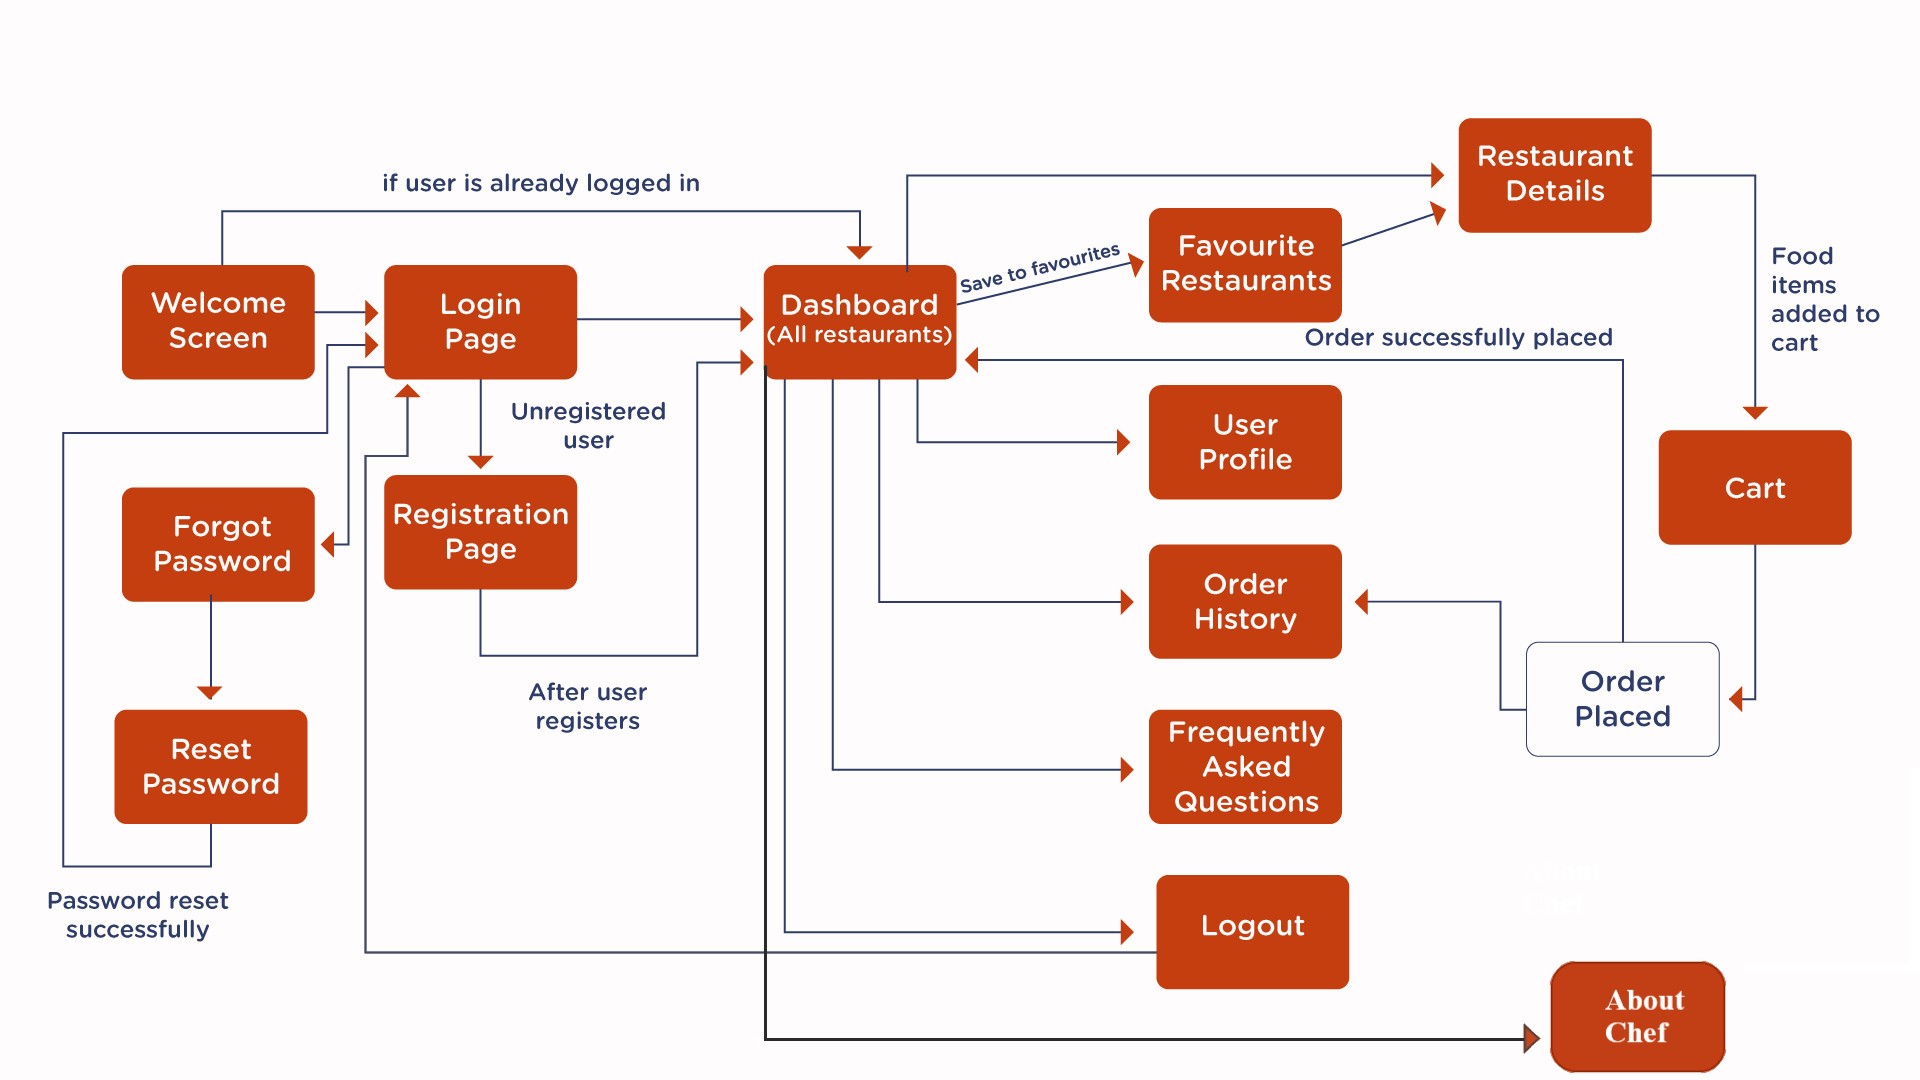 if user is already logged in
Welcome
Screen
Login
Page
Dashboard
(All restaurants)
Save to favourites
Favourite
Restaurants
Restaurant
Details
Food
items
added to
cart
Order successfully placed
Unregistered
user
User
Profile
Cart
Forgot
Password
Registration
Page
Order
History
Order
Placed
After user
registers
Reset
Password
Frequently
Asked
Questions
Password reset
successfully
Logout
About
Chef